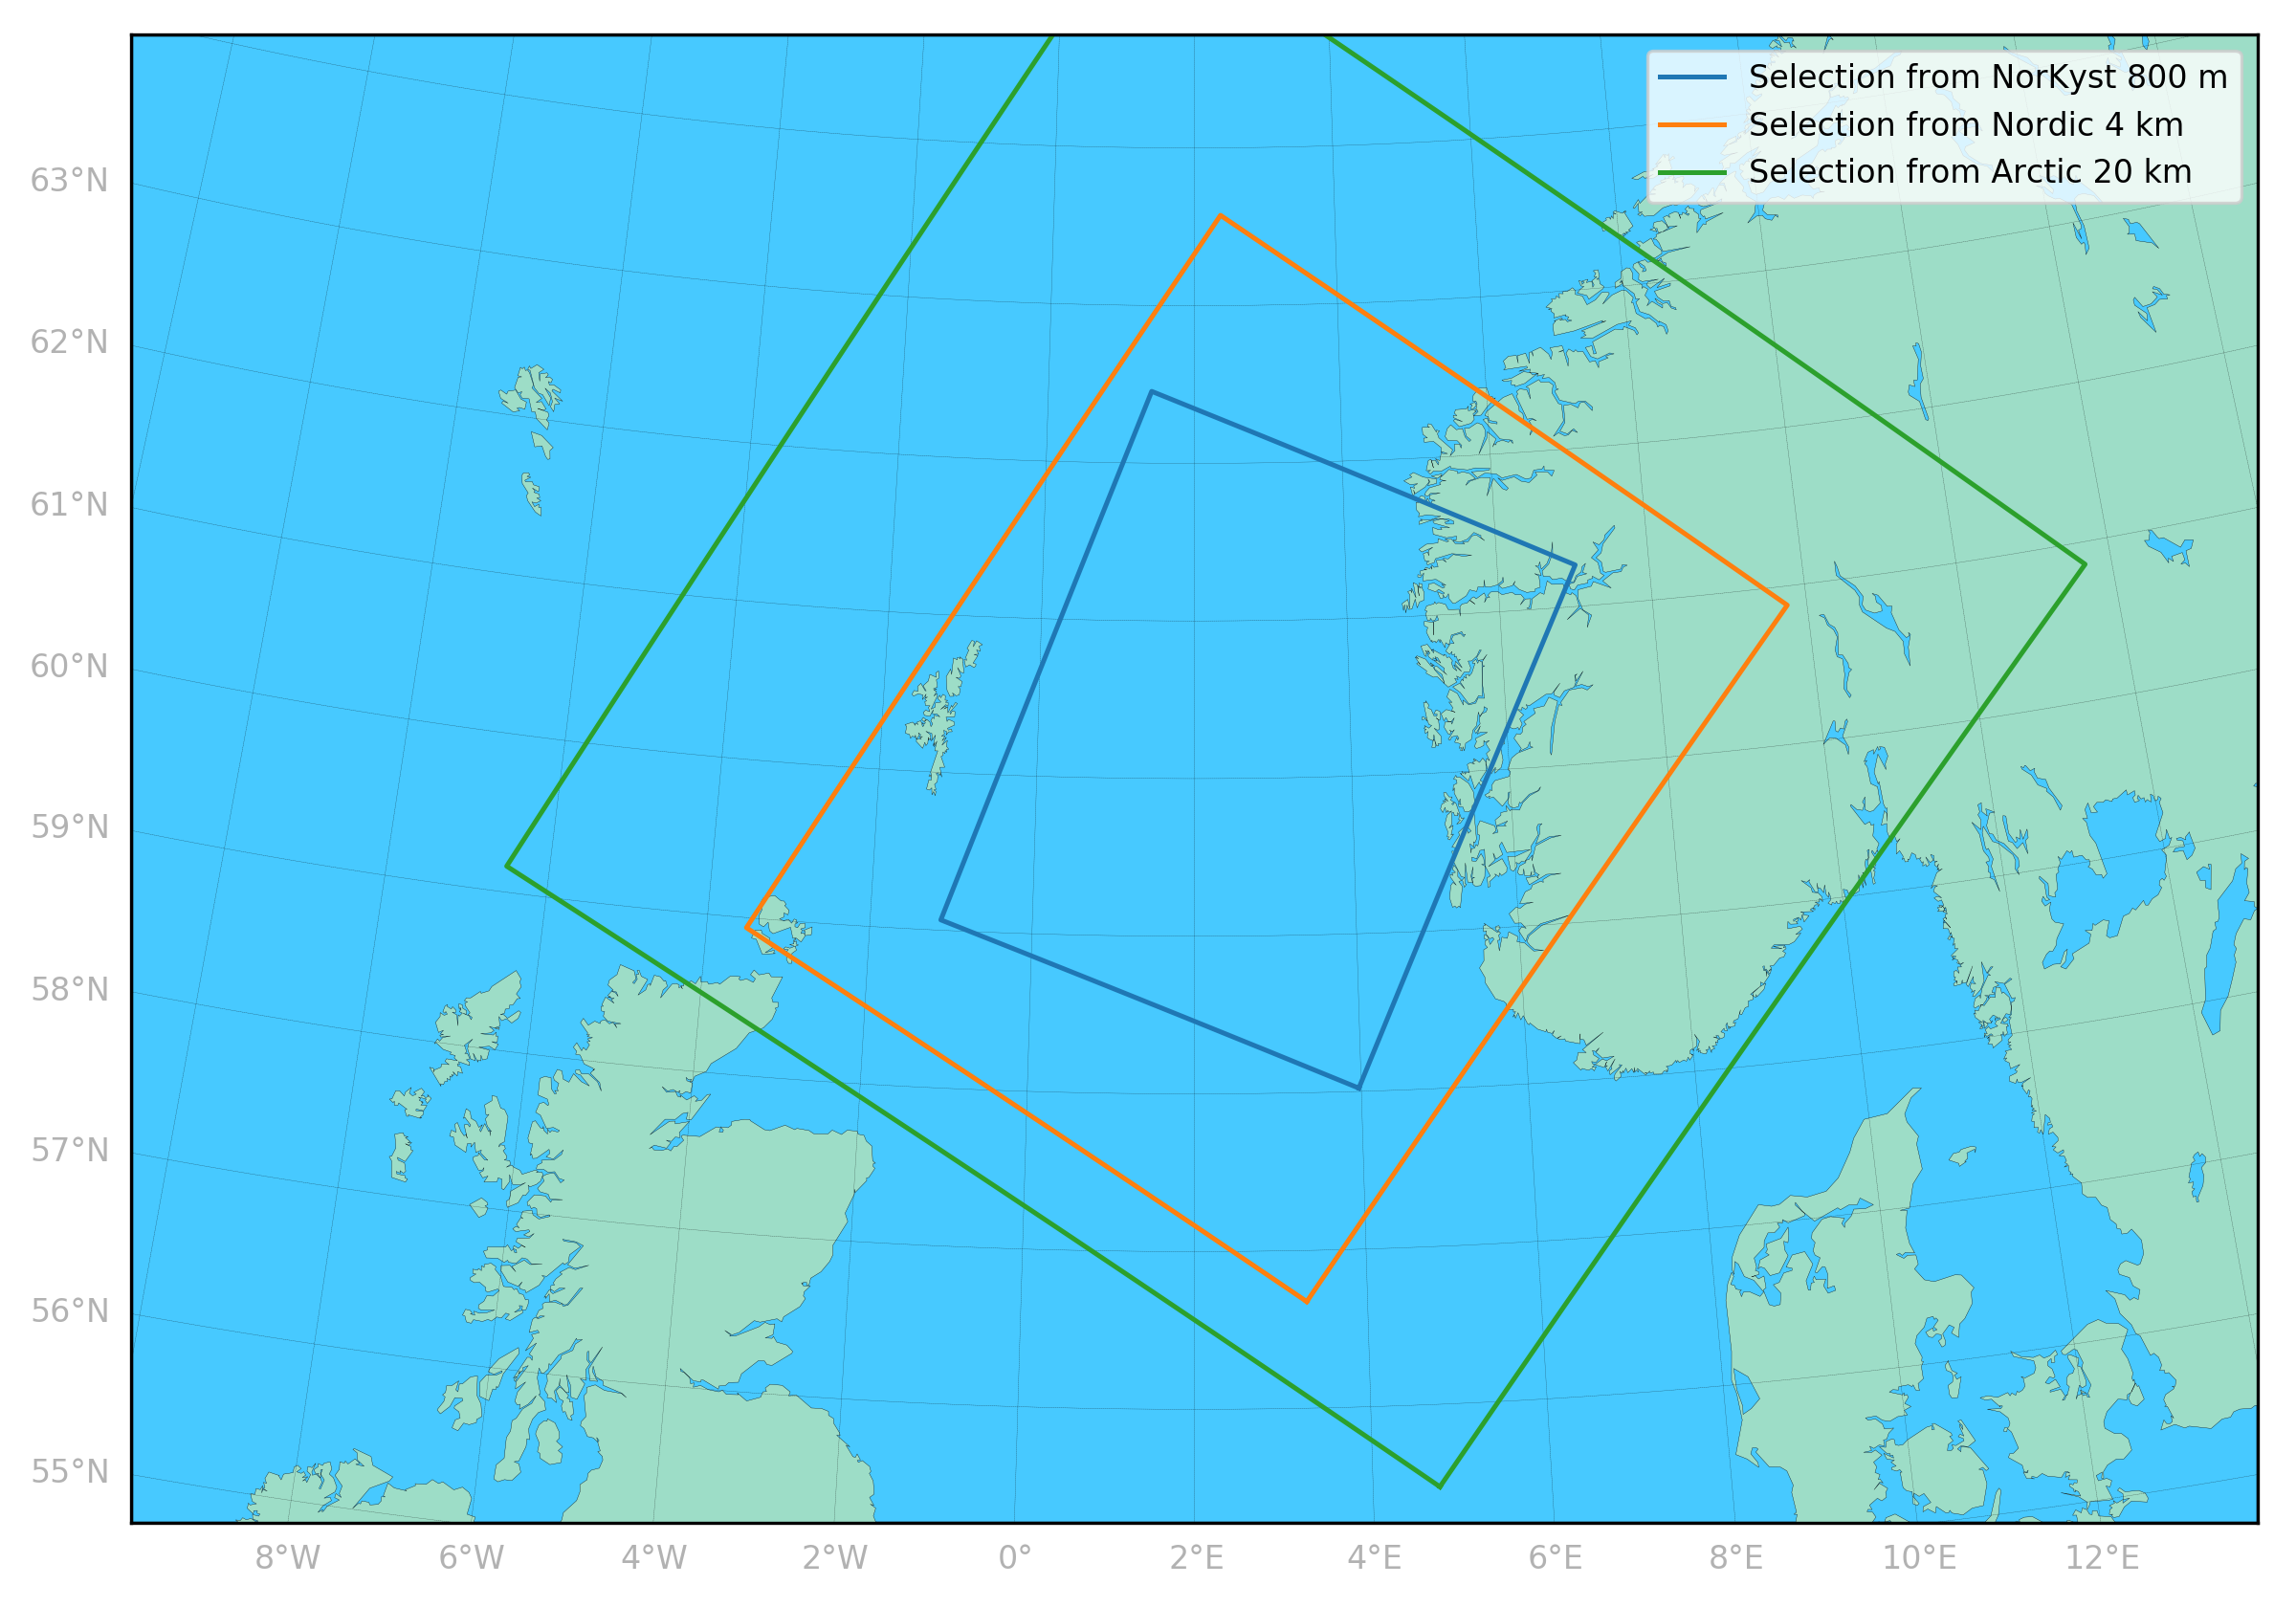 Selection from NorKyst 800 m
Selection from Nordic 4 km
Selection from Arctic 20 km
63°N
62°N
61°N
60°N
59°N
58°N
57°N
56°N
55°N
8°W 6°W 4°W 2°W 0° 2°E 4°E 6°E 8°E 10°E 12°E